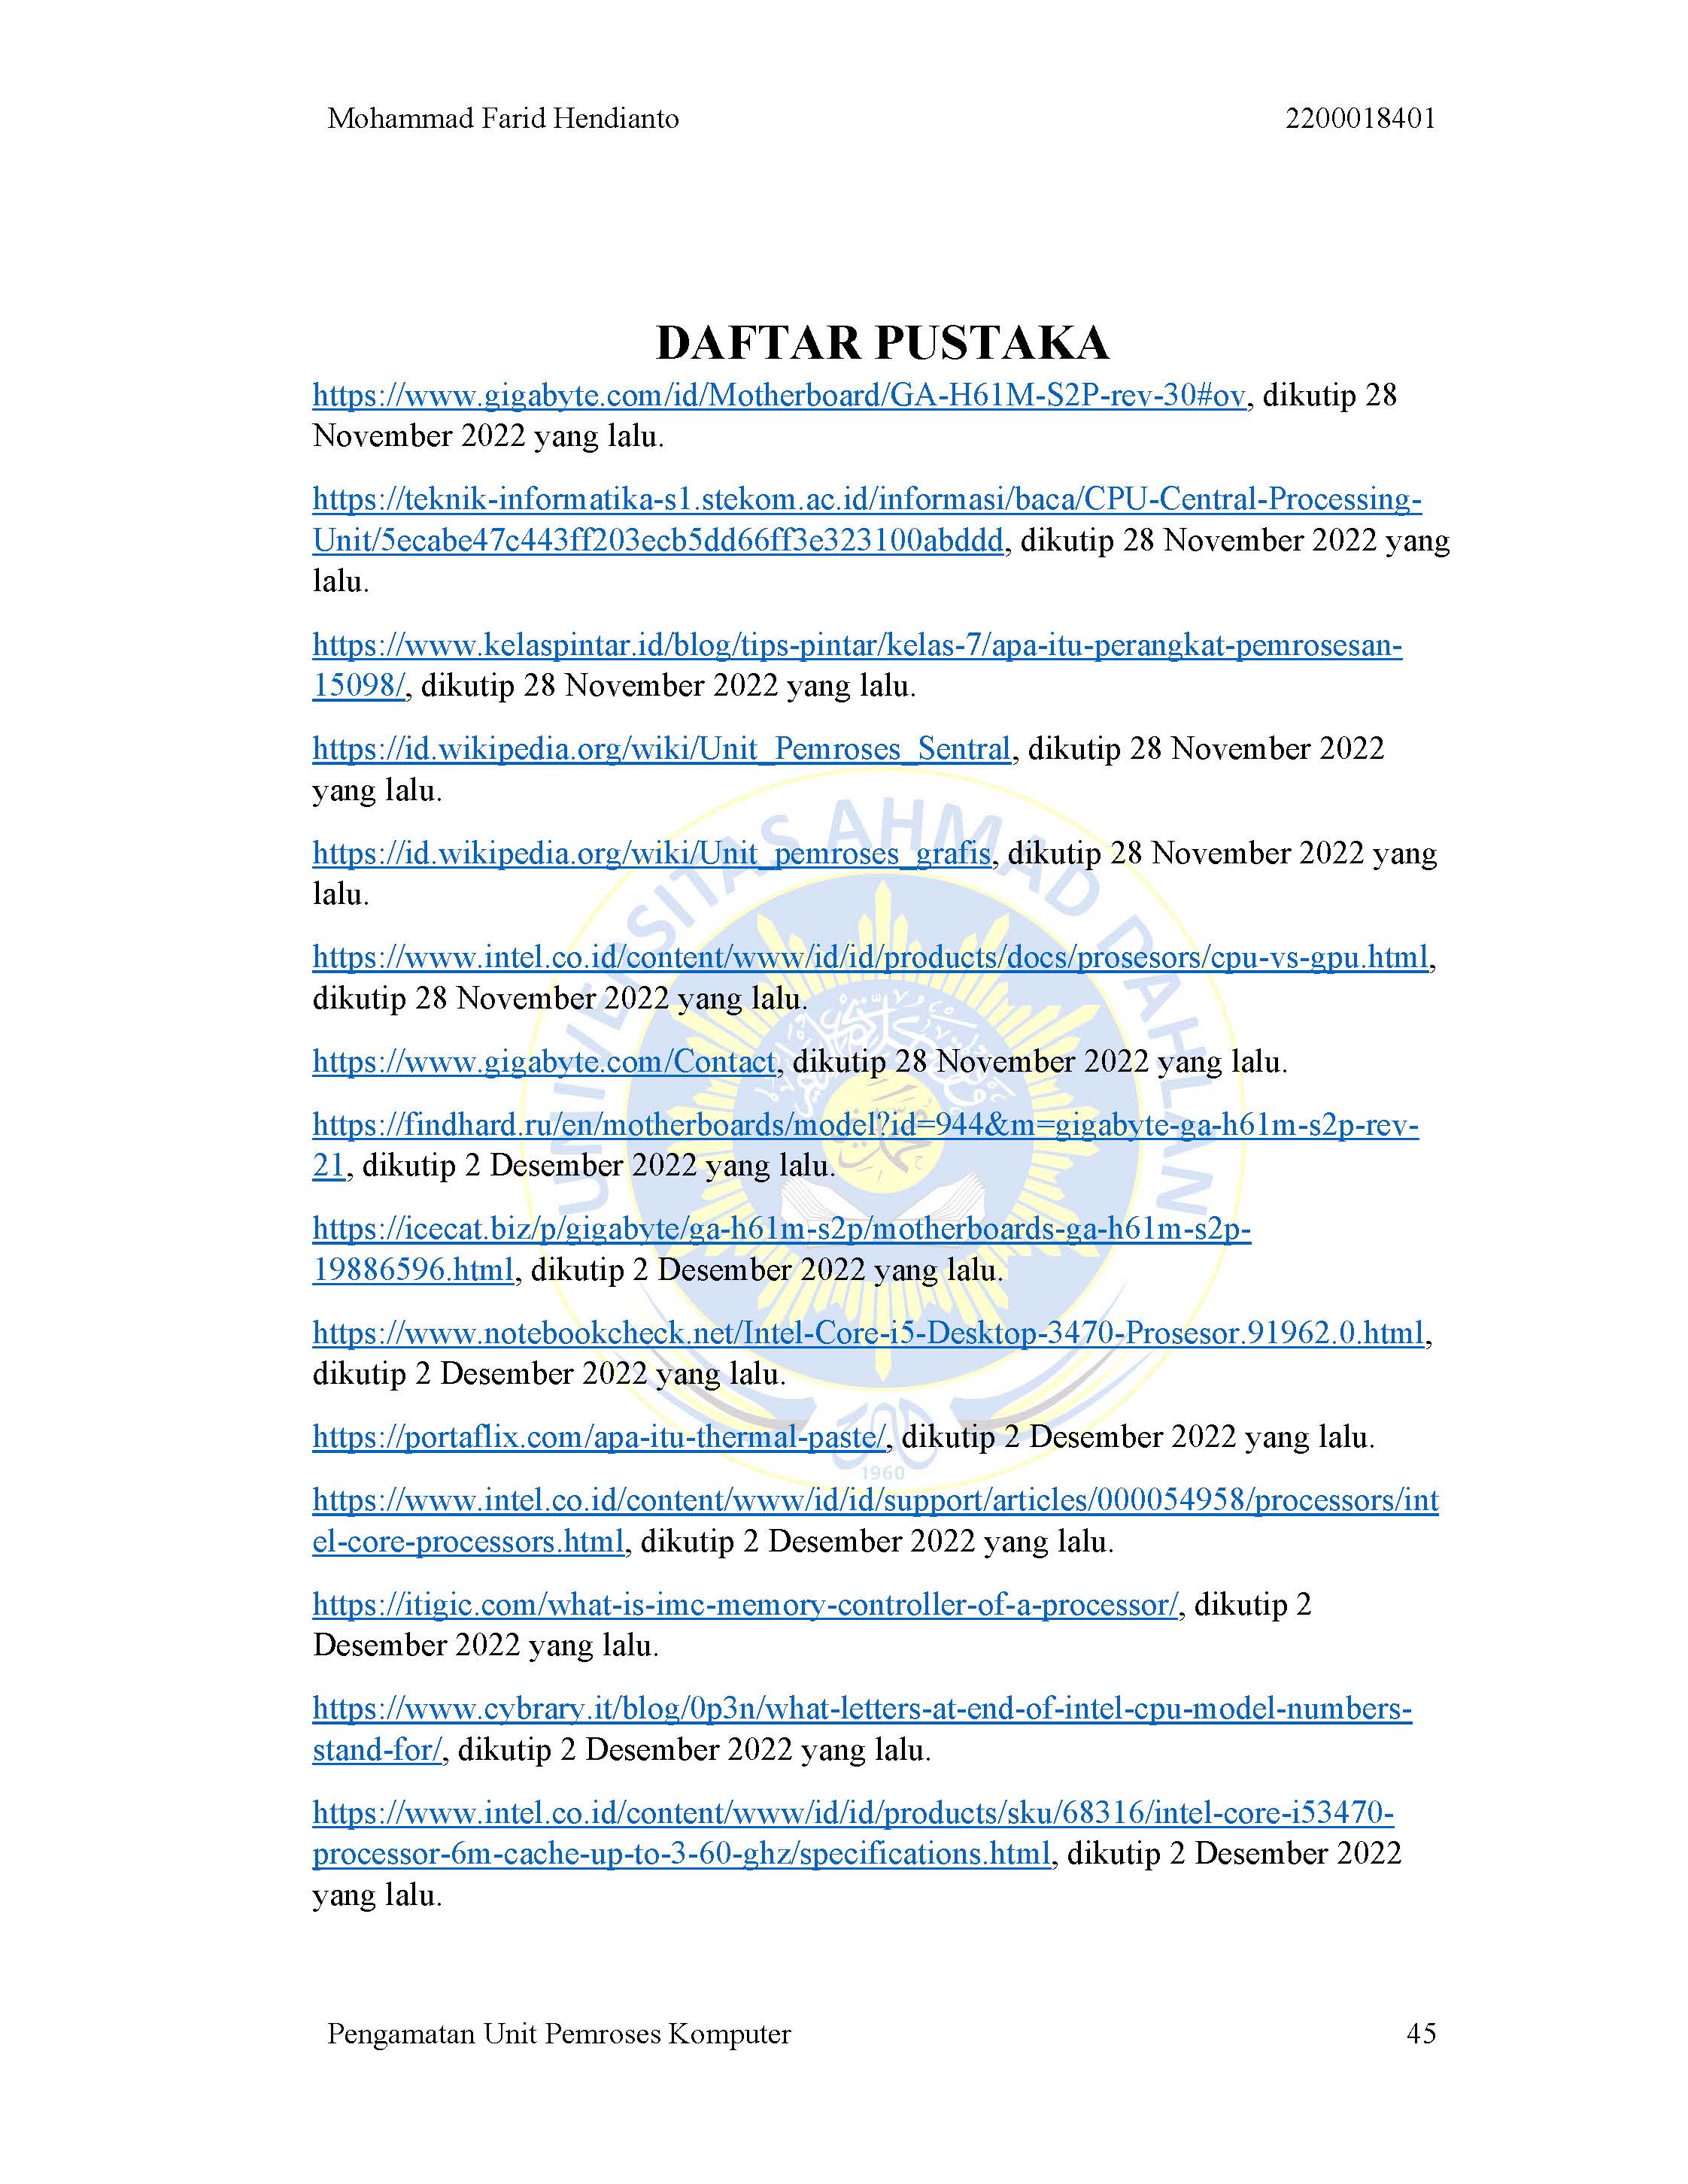 Mohammad Farid Hendianto 2200018401
DAFTAR PUSTAKA
https://www.gigabyte.com/id/Motherboard/GA-H61M-S2P-rev-30#ov, dikutip 28
November 2022 yang lalu.
https://teknik-informatika-s1.stekom.ac.id/informasi/baca/CPU-Central-Processing-
Unit/5ecabe47c443ff203ecb5dd66ff3e323100abddd, dikutip 28 November 2022 yang
lalu.
https://www.kelaspintar.id/blog/tips-pintar/kelas-7/apa-itu-perangkat-pemrosesan-
15098/, dikutip 28 November 2022 yang lalu.
https://id.wikipedia.org/wiki/Unit_Pemroses_Sentral, dikutip 28 November 2022
yang lalu.
https://id.wikipedia.org/wiki/Unit_pemroses_grafis, dikutip 28 November 2022 yang
lalu.
https://www.intel.co.id/content/www/id/id/products/docs/prosesors/cpu-vs-gpu.html,
dikutip 28 November 2022 yang lalu.
https://www.gigabyte.com/Contact, dikutip 28 November 2022 yang lalu.
https://findhard.ru/en/motherboards/model?id=944&m=gigabyte-ga-h61m-s2p-rev-
21, dikutip 2 Desember 2022 yang lalu.
https://icecat.biz/p/gigabyte/ga-h61m-s2p/motherboards-ga-h61m-s2p-
19886596.html, dikutip 2 Desember 2022 yang lalu.
https://www.notebookcheck.net/Intel-Core-i5-Desktop-3470-Prosesor.91962.0.html,
dikutip 2 Desember 2022 yang lalu.
https://portaflix.com/apa-itu-thermal-paste/, dikutip 2 Desember 2022 yang lalu.
https://www.intel.co.id/content/www/id/id/support/articles/000054958/processors/int
el-core-processors.html, dikutip 2 Desember 2022 yang lalu.
https://itigic.com/what-is-imc-memory-controller-of-a-processor/, dikutip 2
Desember 2022 yang lalu.
https://www.cybrary.it/blog/0p3n/what-letters-at-end-of-intel-cpu-model-numbers-
stand-for/, dikutip 2 Desember 2022 yang lalu.
https://www.intel.co.id/content/www/id/id/products/sku/68316/intel-core-i53470-
processor-6m-cache-up-to-3-60-ghz/specifications.html, dikutip 2 Desember 2022
yang lalu.
UNIVERSITAS AHMAD DAHLAN
1960
Pengamatan Unit Pemroses Komputer 45